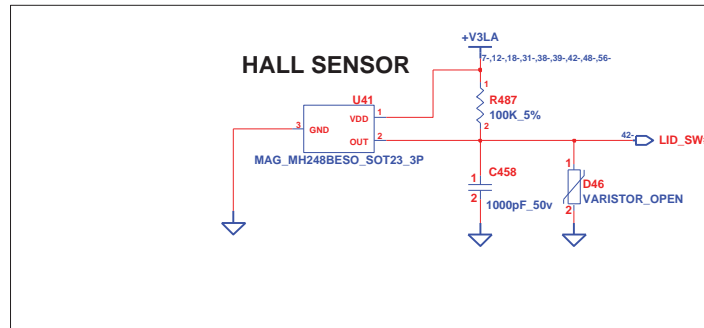 +V3LA
7-,12-,18-,31-,38-,39-,42-,48-,56-
HALL SENSOR
U41
1
R487
100K_5%
2
3
GND
VDD
1
OUT
2
MAG_MH248BESO_SOT23_3P
42-
LID_SW
C458
1
2
1000pF_50v
1
D46
2
VARISTOR_OPEN